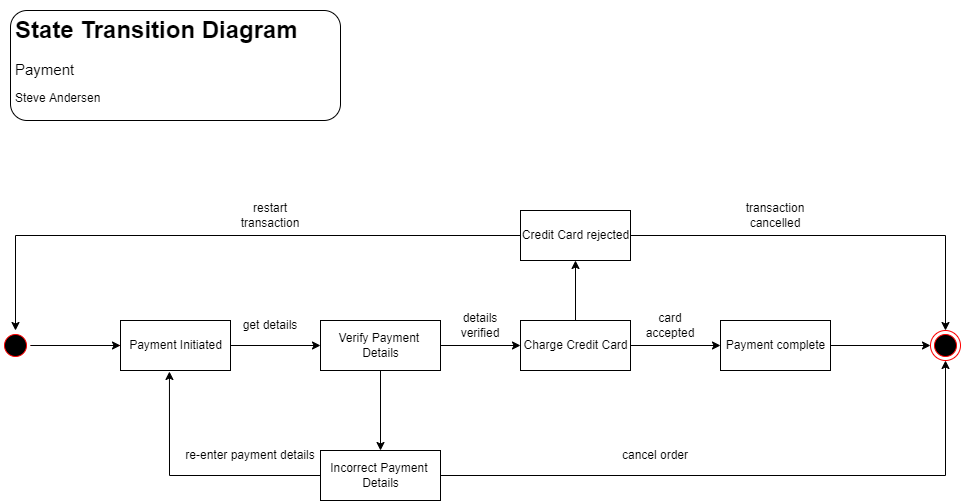 State Transition Diagram
Payment
Steve Andersen
restart
transaction
transaction
cancelled
Credit Card rejected
get details
details
verified
card
accepted
Payment Initiated
Verify Payment
Details
Charge Credit Card
Payment complete
re-enter payment details
Incorrect Payment
Details
cancel order